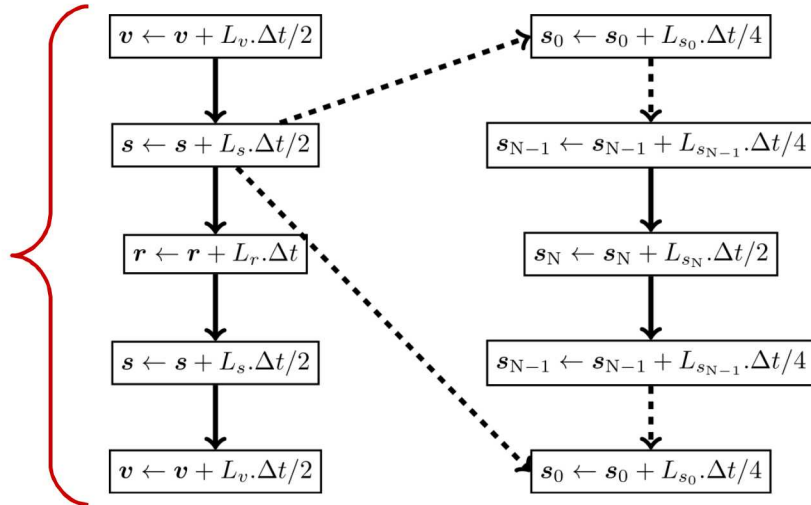 𝒗 ← 𝒗 + L_v.Δt/2
𝒔 ← 𝒔 + L_s.Δt/2
𝒓 ← 𝒓 + L_r.Δt
𝒔 ← 𝒔 + L_s.Δt/2
𝒗 ← 𝒗 + L_v.Δt/2
𝒔_0 ← 𝒔_0 + L_{s_0}.Δt/4
𝒔_{N−1} ← 𝒔_{N−1} + L_{s_{N−1}}.Δt/4
𝒔_N ← 𝒔_N + L_{s_N}.Δt/2
𝒔_{N−1} ← 𝒔_{N−1} + L_{s_{N−1}}.Δt/4
𝒔_0 ← 𝒔_0 + L_{s_0}.Δt/4